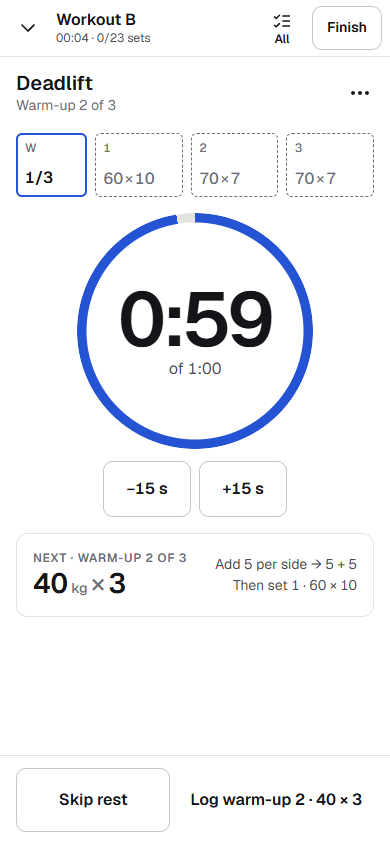 Workout B
00:04 · 0/23 sets
All
Finish
Deadlift
Warm-up 2 of 3
W
1/3
1
60×10
2
70×7
3
70×7
0:59
of 1:00
−15 s
+15 s
NEXT · WARM-UP 2 OF 3
40 kg × 3
Add 5 per side → 5 + 5
Then set 1 · 60 × 10
Skip rest
Log warm-up 2 · 40 × 3